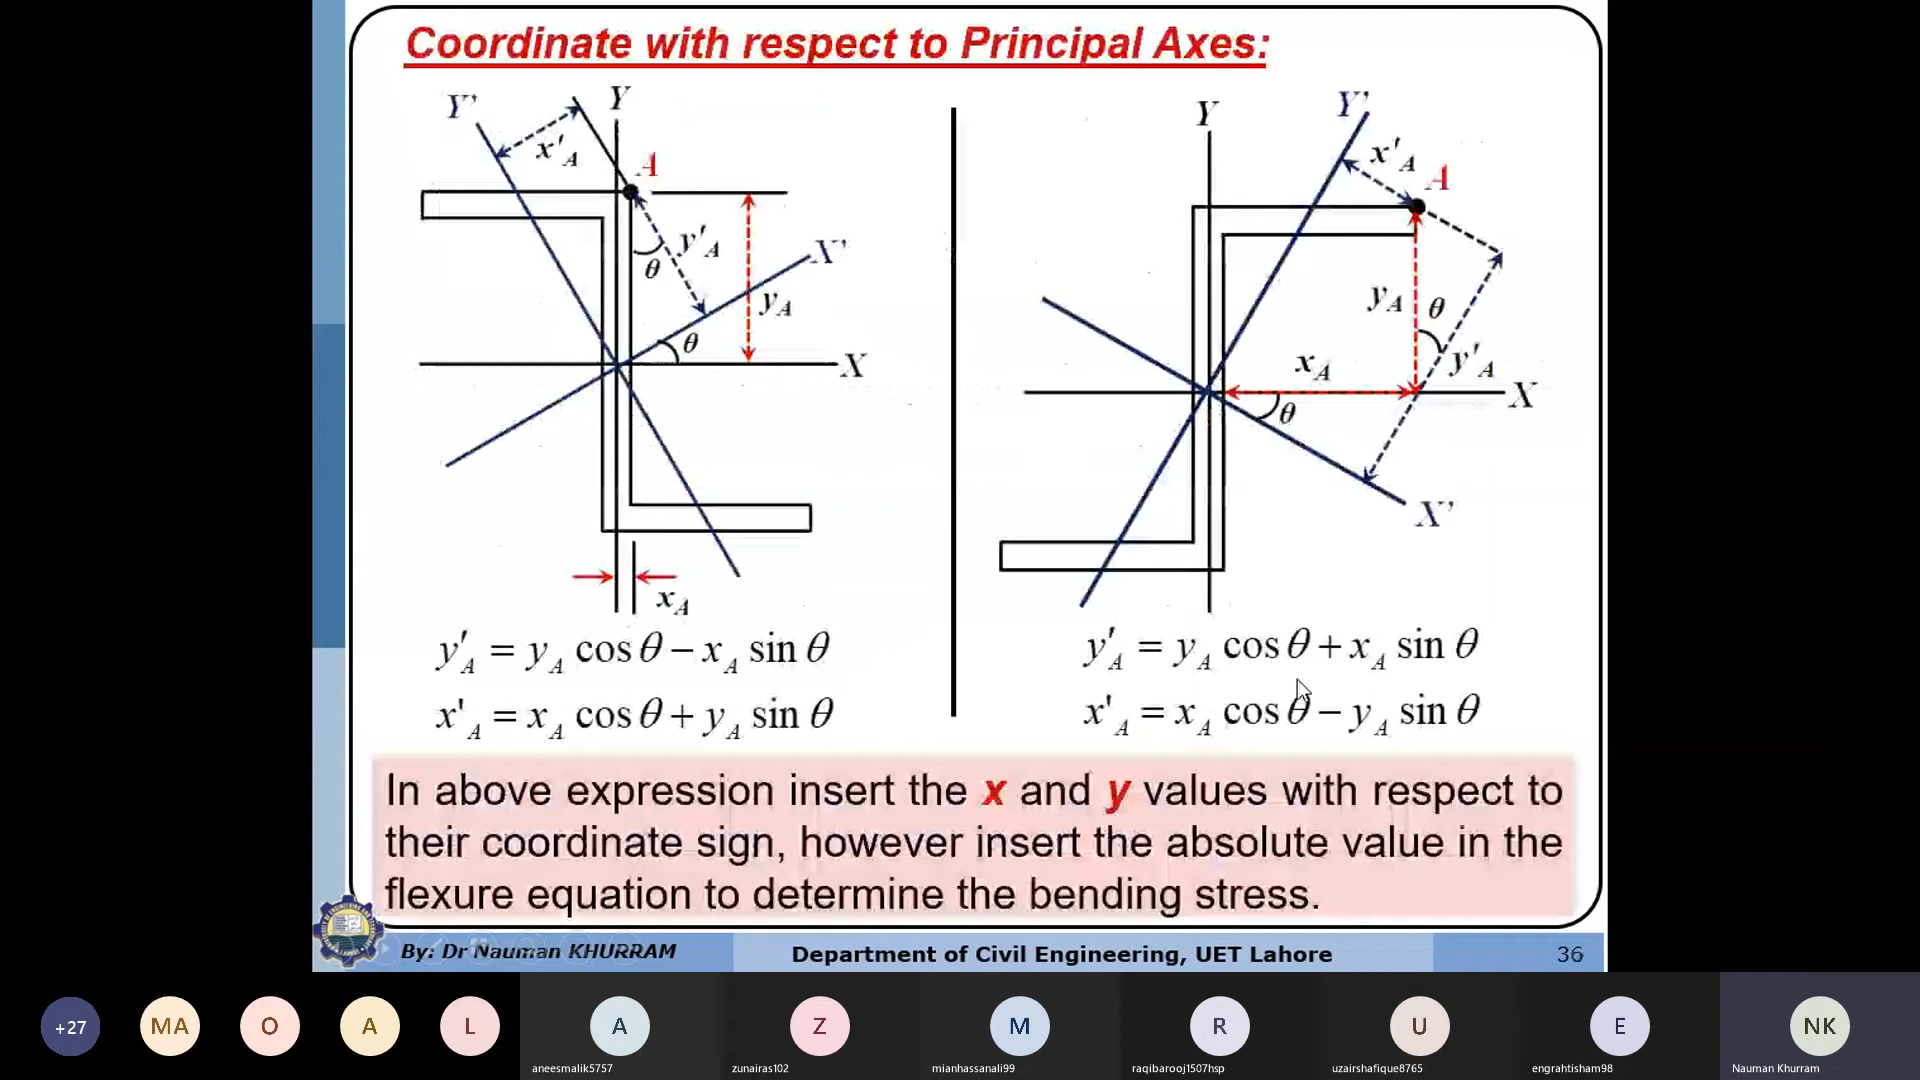 Coordinate with respect to Principal Axes:
Y'
Y
x'A
A
y'A
θ
X'
yA
θ
X
xA
y'A = yA cos θ − xA sin θ
x'A = xA cos θ + yA sin θ
Y
Y'
x'A
A
yA
θ
xA
y'A
X
θ
X'
y'A = yA cos θ + xA sin θ
x'A = xA cos θ − yA sin θ
In above expression insert the x and y values with respect to
their coordinate sign, however insert the absolute value in the
flexure equation to determine the bending stress.
By: Dr Nauman KHURRAM
Department of Civil Engineering, UET Lahore
36
+27
MA
O
A
L
A
Z
M
R
U
E
NK
aneesmalik5757
zunairas102
mianhassanali99
raqibarooj1507hsp
uzairshafique8765
engrahtisham98
Nauman Khurram